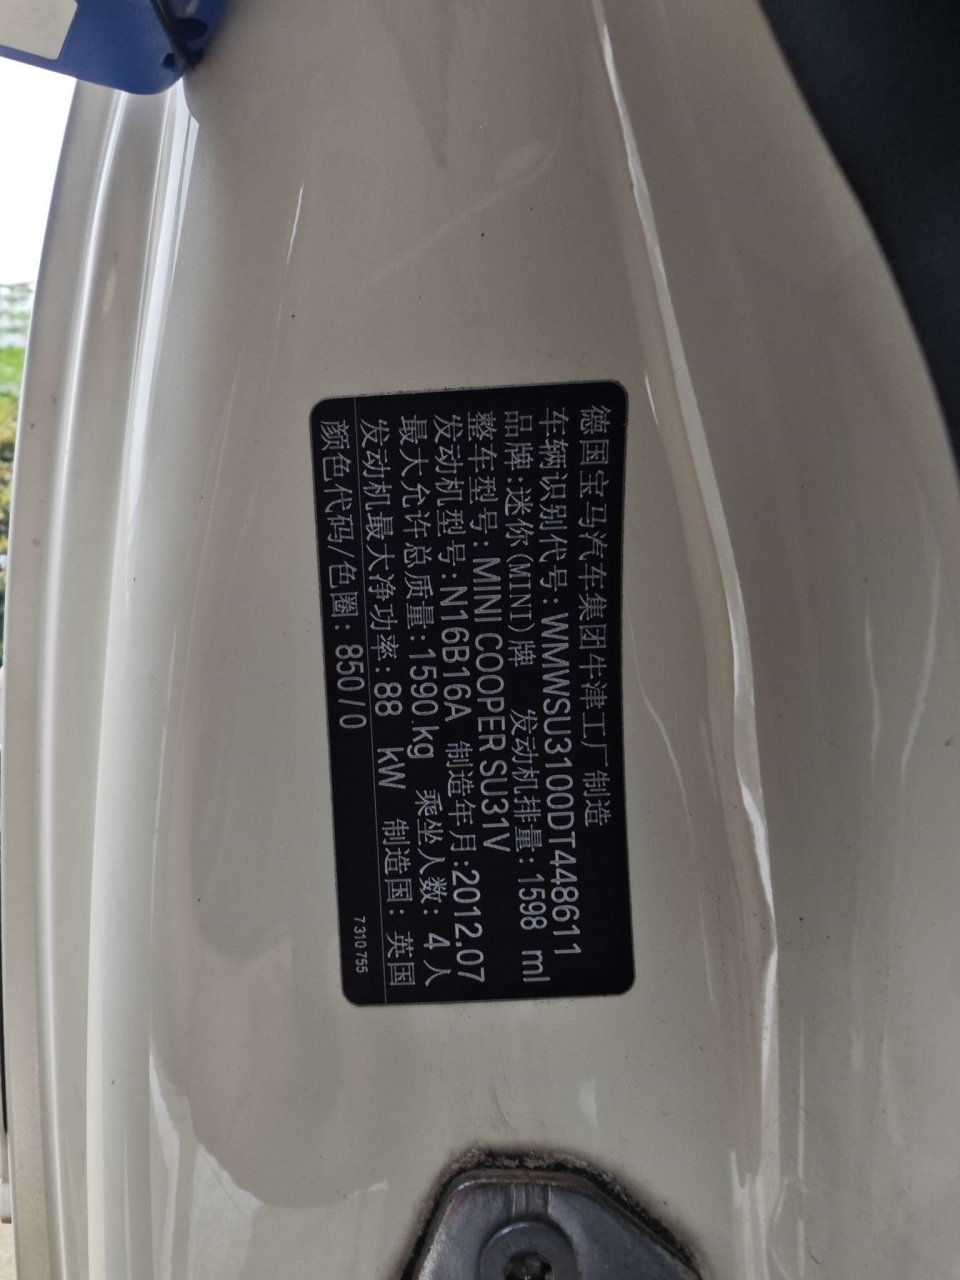 德国宝马汽车集团牛津工厂制造
车辆识别代号:WMWSU3100DT448611
品牌:迷你(MINI)牌 发动机排量:1598 ml
整车型号:MINI COOPER SU31V
发动机型号:N16B16A 制造年月:2012.07
最大允许总质量:1590kg 乘坐人数:4人
发动机最大净功率:88 kW 制造国:英国
颜色代码/色圈:850/0
7310755